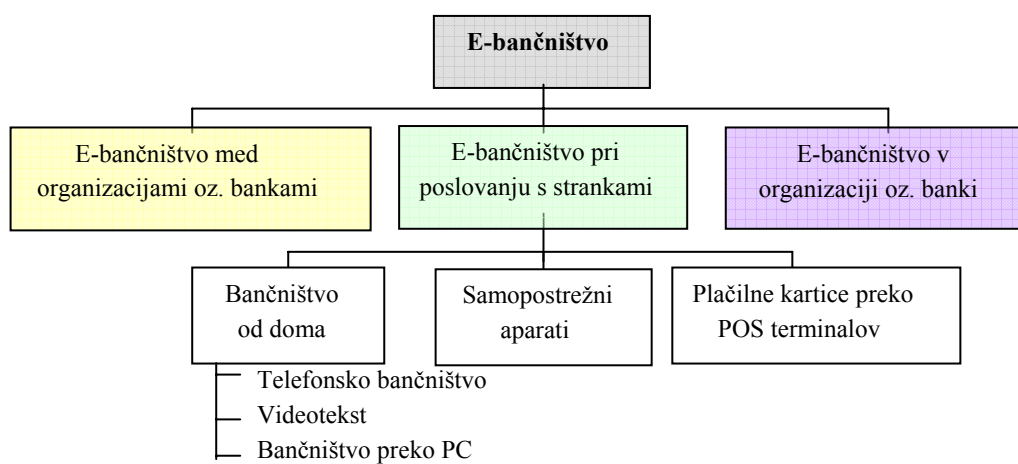 E-bančništvo
E-bančništvo med
organizacijami oz. bankami
E-bančništvo pri
poslovanju s strankami
E-bančništvo v
organizaciji oz. banki
Bančništvo
od doma
Samopostrežni
aparati
Plačilne kartice preko
POS terminalov
Telefonsko bančništvo
Videotekst
Bančništvo preko PC